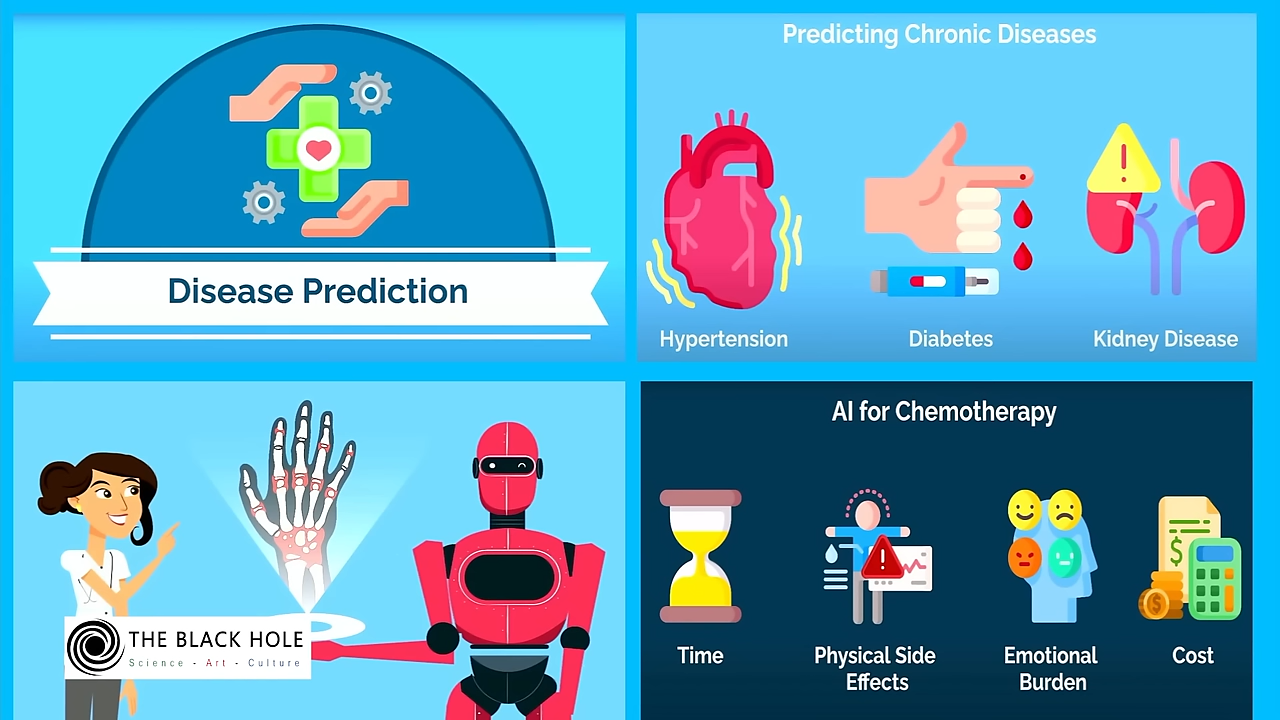 Disease Prediction
Predicting Chronic Diseases
Hypertension
Diabetes
Kidney Disease
THE BLACK HOLE
Science - Art - Culture
AI for Chemotherapy
$
$
Time
Physical Side
Effects
Emotional
Burden
Cost